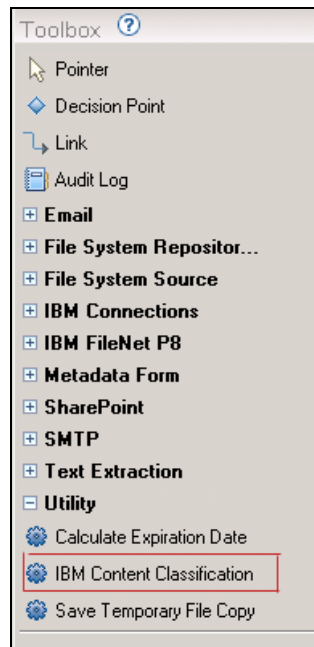 Toolbox ?
Pointer
Decision Point
Link
Audit Log
Email
File System Repositor...
File System Source
IBM Connections
IBM FileNet P8
Metadata Form
SharePoint
SMTP
Text Extraction
Utility
Calculate Expiration Date
IBM Content Classification
Save Temporary File Copy